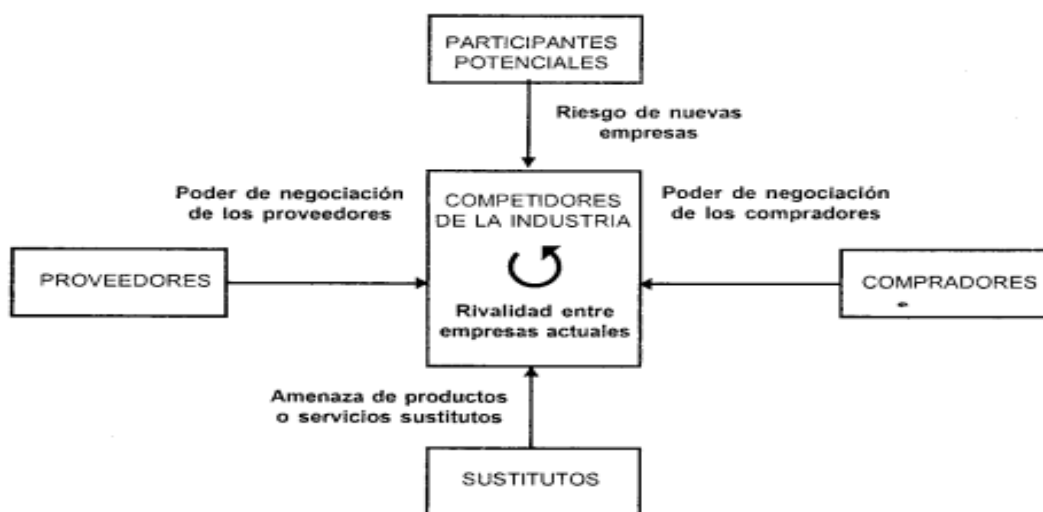 PARTICIPANTES
POTENCIALES
Riesgo de nuevas
empresas
Poder de negociación
de los proveedores
COMPETIDORES
DE LA INDUSTRIA
Poder de negociación
de los compradores
PROVEEDORES
COMPRADORES
Rivalidad entre
empresas actuales
Amenaza de productos
o servicios sustitutos
SUSTITUTOS